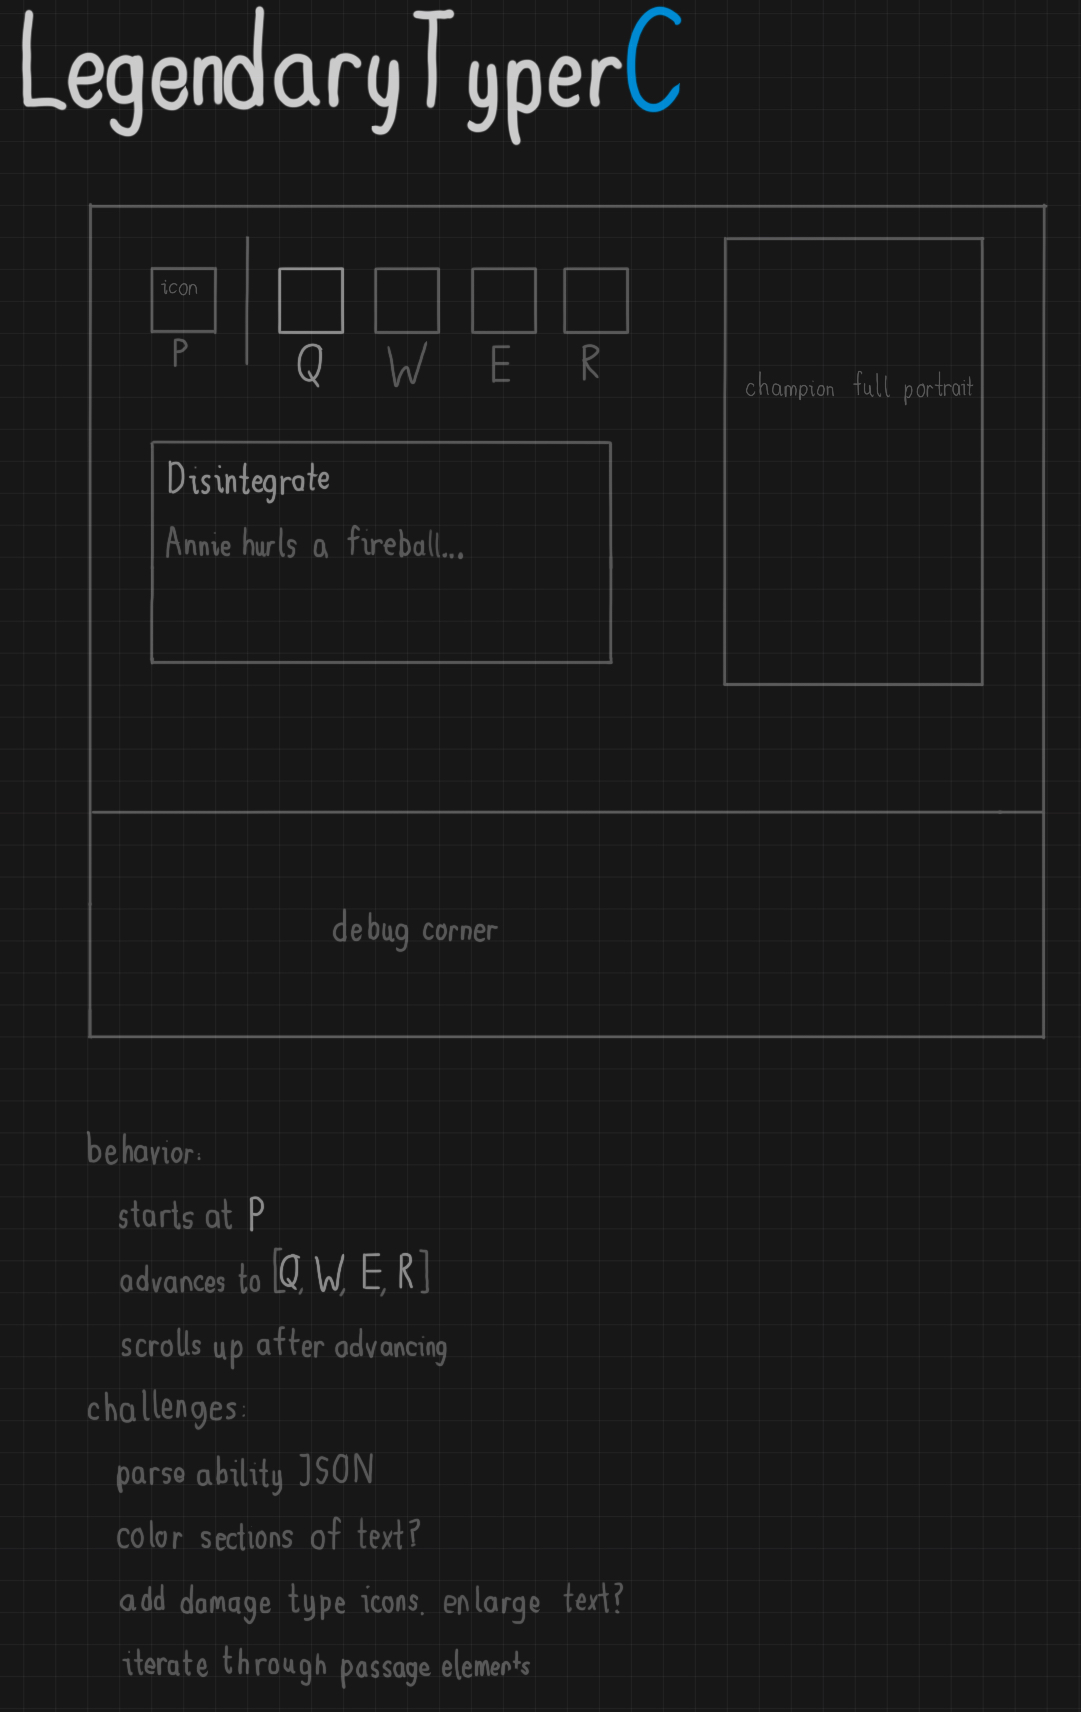 LegendaryTyperC
icon
P
Q W E R
champion full portrait
Disintegrate
Annie hurls a fireball...
debug corner
behavior:
starts at P
advances to [Q, W, E, R]
scrolls up after advancing
challenges:
parse ability JSON
color sections of text?
add damage type icons. enlarge text?
iterate through passage elements